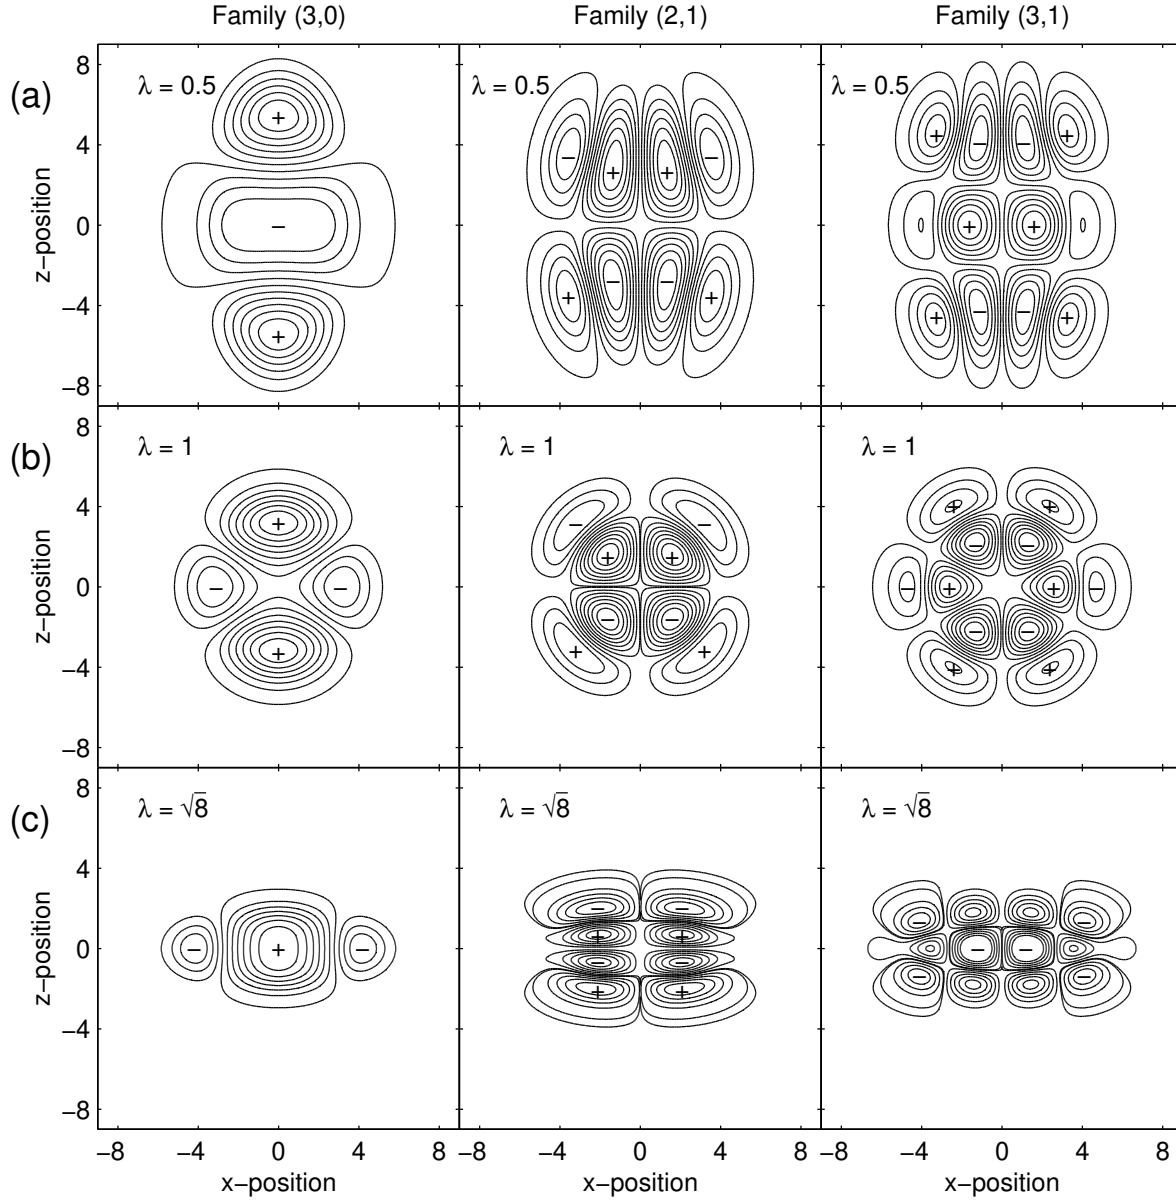 Family (3,0) Family (2,1) Family (3,1)
(a)
λ = 0.5 λ = 0.5 λ = 0.5
8
4
0
−4
−8
z−position
+ − +
− + + −
+ − − +
+ − − +
+ +
+ − − +
(b)
λ = 1 λ = 1 λ = 1
8
4
0
−4
−8
z−position
+ − − +
− + + −
− −
+ +
+ +
− −
− + + −
− −
+ +
(c)
λ = √8 λ = √8 λ = √8
8
4
0
−4
−8
z−position
− + −
− −
+ +
− −
+ +
+ +
− −
− −
−8 −4 0 4 8 −8 −4 0 4 8 −8 −4 0 4 8
x−position x−position x−position